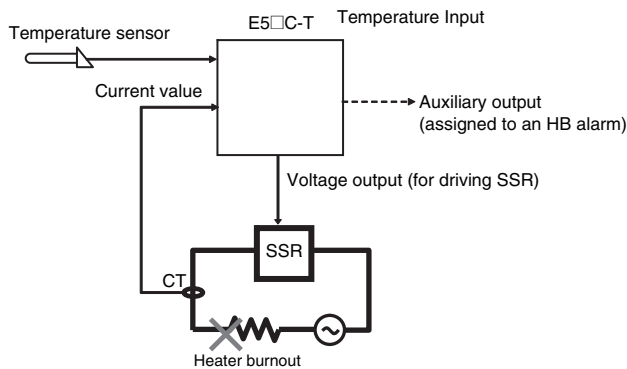 E5□C-T
Temperature Input
Temperature sensor
Current value
Auxiliary output
(assigned to an HB alarm)
Voltage output (for driving SSR)
SSR
CT
Heater burnout